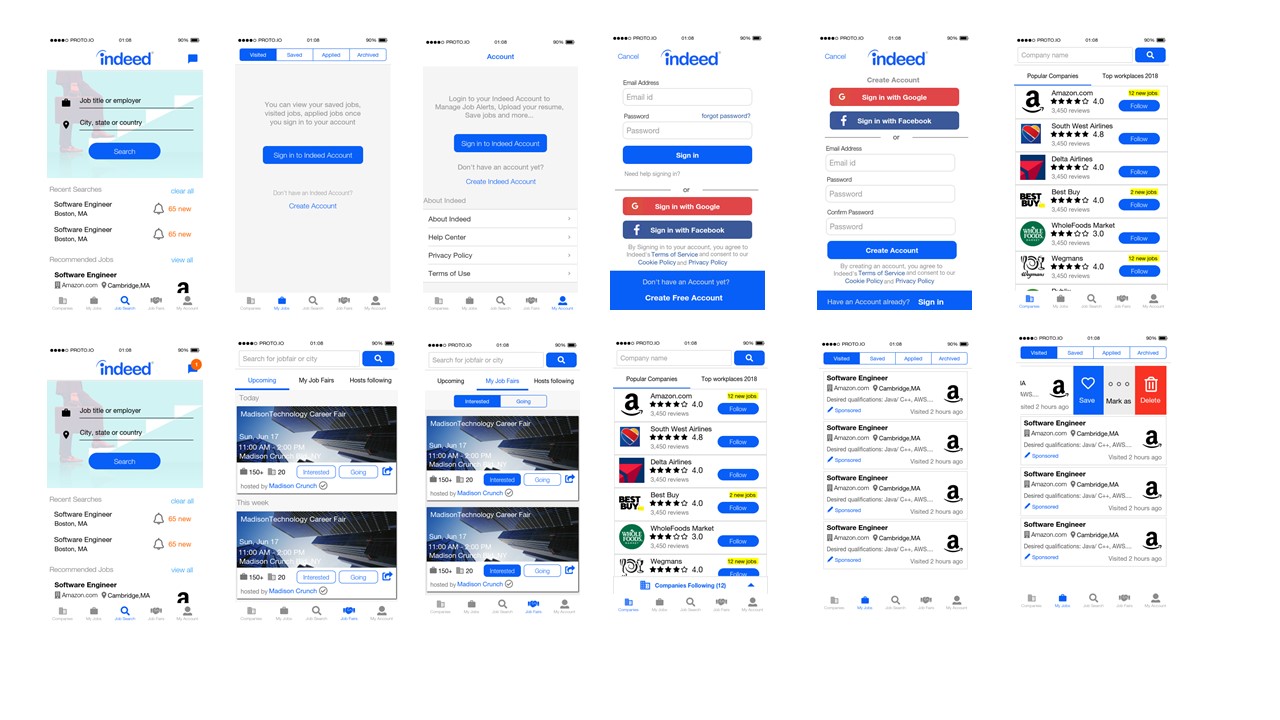 ●●●●○ PROTO.IO 01:08 90%
indeed
Job title or employer
City, state or country
Search
Recent Searches clear all
Software Engineer
Boston, MA
65 new
Software Engineer
Boston, MA
65 new
Recommended Jobs view all
Software Engineer
Amazon.com Cambridge,MA
Companies My Jobs Job Search Job Fairs My Account
●●●●○ PROTO.IO 01:08 90%
Visited Saved Applied Archived
You can view your saved jobs,
visited jobs, applied jobs once
you sign in to your account
Sign in to Indeed Account
Don't have an Indeed Account?
Create Account
Companies My Jobs Job Search Job Fairs My Account
●●●●○ PROTO.IO 01:08 90%
Account
Login to your Indeed Account to
Manage Job Alerts, Upload your resume,
Save jobs and more...
Sign in to Indeed Account
Don't have an account yet?
Create Indeed Account
About Indeed
About Indeed
Help Center
Privacy Policy
Terms of Use
Companies My Jobs Job Search Job Fairs My Account
●●●●○ PROTO.IO 01:08 90%
Cancel indeed
Email Address
Email id
Password forgot password?
Password
Sign in
Need help signing in?
or
G Sign in with Google
f Sign in with Facebook
By Signing in to your account, you agree to
Indeed's Terms of Service and consent to our
Cookie Policy and Privacy Policy
Don't have an Account yet?
Create Free Account
●●●●○ PROTO.IO 01:08 90%
Cancel indeed
Create Account
G Sign in with Google
f Sign in with Facebook
or
Email Address
Email id
Password
Password
Confirm Password
Password
Create Account
By creating an account, you agree to
Indeed's Terms of Service and consent to our
Cookie Policy and Privacy Policy
Have an Account already? Sign in
●●●●○ PROTO.IO 01:08 90%
Company name
Popular Companies Top workplaces 2018
Amazon.com 12 new jobs
4.0 Follow
3,450 reviews
South West Airlines
4.8 Follow
3,450 reviews
Delta Airlines
4.0 Follow
3,450 reviews
BEST BUY Best Buy 2 new jobs
4.0 Follow
3,450 reviews
WHOLE FOODS MARKET WholeFoods Market
3.0 Follow
3,450 reviews
Wegmans Wegmans 12 new jobs
4.0 Follow
3,450 reviews
Companies My Jobs Job Search Job Fairs My Account
●●●●○ PROTO.IO 01:08 90%
indeed 1
Job title or employer
City, state or country
Search
Recent Searches clear all
Software Engineer
Boston, MA
65 new
Software Engineer
Boston, MA
65 new
Recommended Jobs view all
Software Engineer
Amazon.com Cambridge,MA
Companies My Jobs Job Search Job Fairs My Account
●●●●○ PROTO.IO 01:08 90%
Search for jobfair or city
Upcoming My Job Fairs Hosts following
Today
MadisonTechnology Career Fair
Sun, Jun 17
11:00 AM - 2:00 PM
Madison Crunch
150+ 20 Interested Going
hosted by Madison Crunch
This week
MadisonTechnology Career Fair
Sun, Jun 17
11:00 AM - 2:00 PM
Madison Crunch
150+ 20 Interested Going
hosted by Madison Crunch
Companies My Jobs Job Search Job Fairs My Account
●●●●○ PROTO.IO 01:08 90%
Search for jobfair or city
Upcoming My Job Fairs Hosts following
Interested Going
MadisonTechnology Career Fair
Sun, Jun 17
11:00 AM - 2:00 PM
Madison Crunch
150+ 20 Interested Going
hosted by Madison Crunch
MadisonTechnology Career Fair
Sun, Jun 17
11:00 AM - 2:00 PM
Madison Crunch
150+ 20 Interested Going
hosted by Madison Crunch
Companies My Jobs Job Search Job Fairs My Account
●●●●○ PROTO.IO 01:08 90%
Company name
Popular Companies Top workplaces 2018
Amazon.com 12 new jobs
4.0 Follow
3,450 reviews
South West Airlines
4.8 Follow
3,450 reviews
Delta Airlines
4.0 Follow
3,450 reviews
BEST BUY Best Buy 2 new jobs
4.0 Follow
3,450 reviews
WHOLE FOODS MARKET WholeFoods Market
3.0 Follow
3,450 reviews
Wegmans 12 new jobs
4.0 Follow
Companies Following (12)
Companies My Jobs Job Search Job Fairs My Account
●●●●○ PROTO.IO 01:08 90%
Visited Saved Applied Archived
Software Engineer
Amazon.com Cambridge,MA
Desired qualifications: Java/ C++, AWS....
Sponsored Visited 2 hours ago
Software Engineer
Amazon.com Cambridge,MA
Desired qualifications: Java/ C++, AWS....
Sponsored Visited 2 hours ago
Software Engineer
Amazon.com Cambridge,MA
Desired qualifications: Java/ C++, AWS....
Sponsored Visited 2 hours ago
Software Engineer
Amazon.com Cambridge,MA
Desired qualifications: Java/ C++, AWS....
Sponsored Visited 2 hours ago
Companies My Jobs Job Search Job Fairs My Account
●●●●○ PROTO.IO 01:08 90%
Visited Saved Applied Archived
AWS....
sited 2 hours ago
Save Mark as Delete
Software Engineer
Amazon.com Cambridge,MA
Desired qualifications: Java/ C++, AWS....
Sponsored Visited 2 hours ago
Software Engineer
Amazon.com Cambridge,MA
Desired qualifications: Java/ C++, AWS....
Sponsored Visited 2 hours ago
Software Engineer
Amazon.com Cambridge,MA
Desired qualifications: Java/ C++, AWS....
Sponsored Visited 2 hours ago
Companies My Jobs Job Search Job Fairs My Account